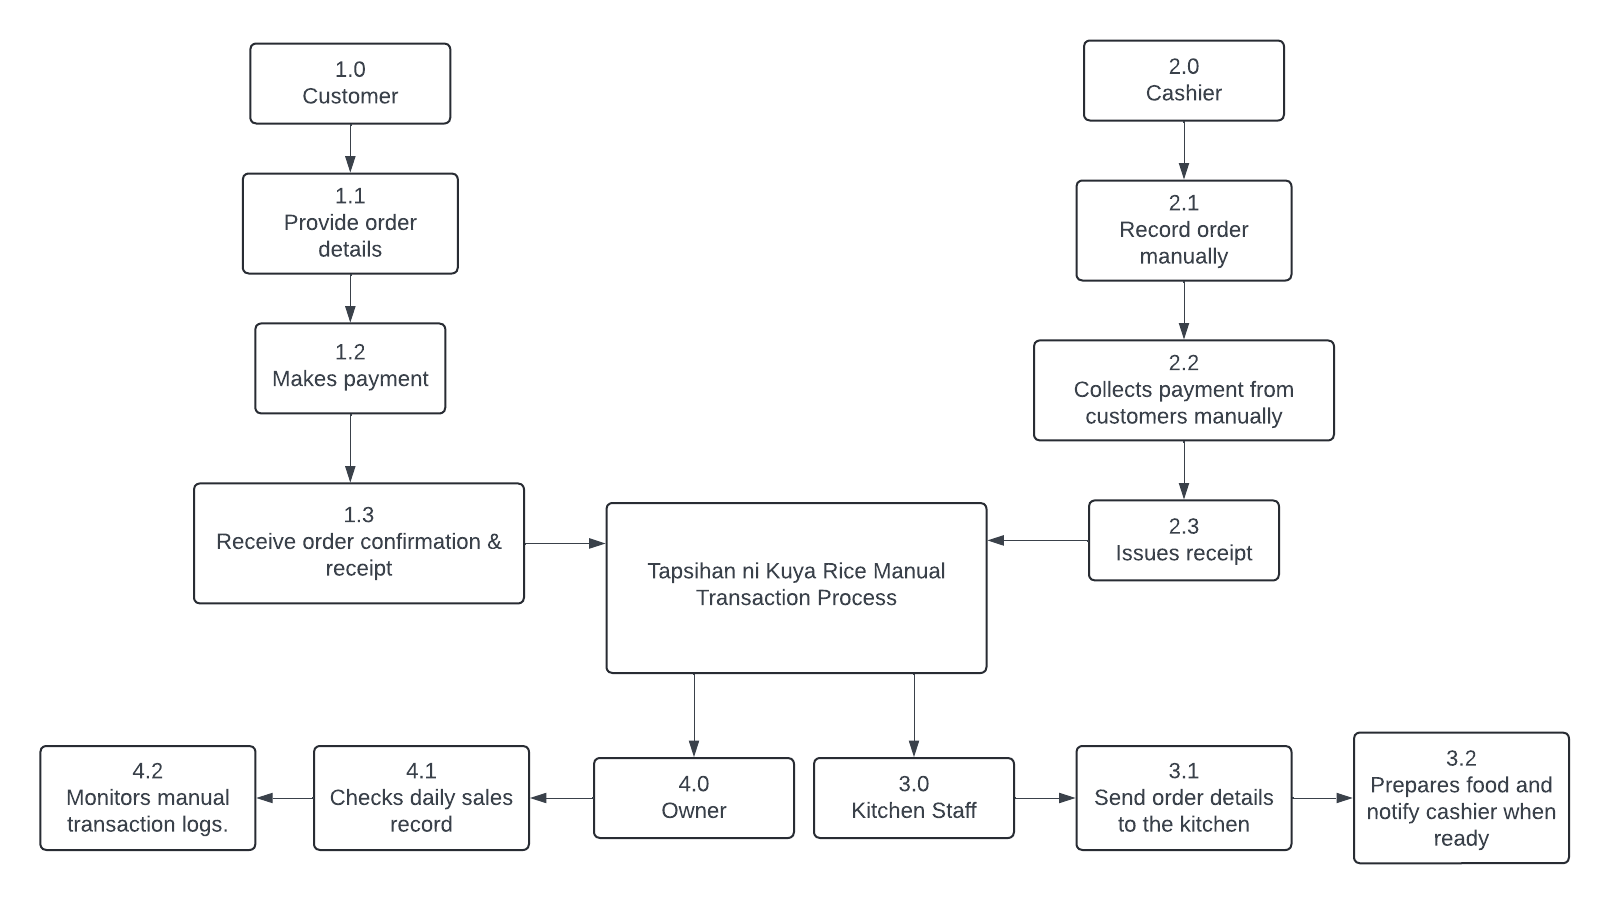 1.0
Customer
1.1
Provide order
details
1.2
Makes payment
1.3
Receive order confirmation &
receipt
2.0
Cashier
2.1
Record order
manually
2.2
Collects payment from
customers manually
2.3
Issues receipt
Tapsihan ni Kuya Rice Manual
Transaction Process
4.2
Monitors manual
transaction logs.
4.1
Checks daily sales
record
4.0
Owner
3.0
Kitchen Staff
3.1
Send order details
to the kitchen
3.2
Prepares food and
notify cashier when
ready